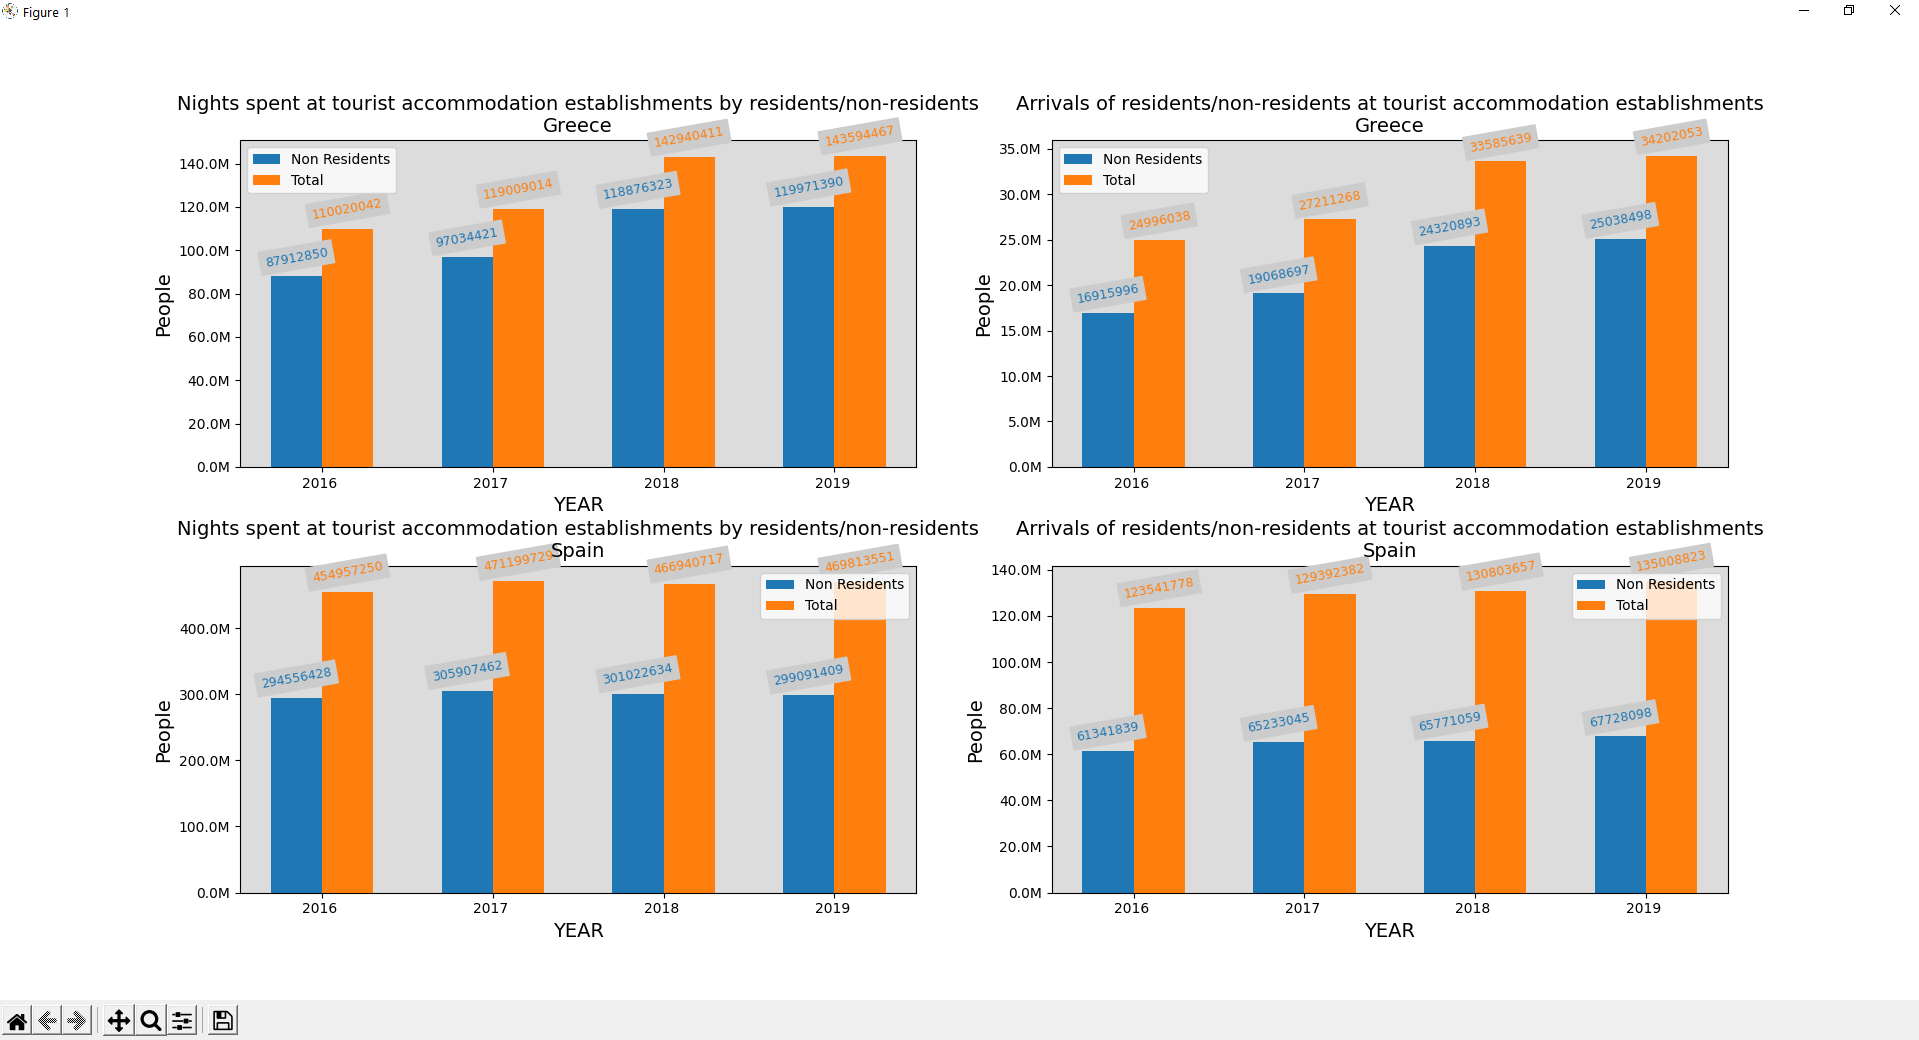 Figure 1
Nights spent at tourist accommodation establishments by residents/non-residents
Greece
Non Residents
Total
140.0M
120.0M
100.0M
80.0M
60.0M
40.0M
20.0M
0.0M
People
87912850
110020042
97034421
119009014
118876323
142940411
119971390
143594467
2016
2017
2018
2019
YEAR
Arrivals of residents/non-residents at tourist accommodation establishments
Greece
Non Residents
Total
35.0M
30.0M
25.0M
20.0M
15.0M
10.0M
5.0M
0.0M
People
16915996
24996038
19068697
27211268
24320893
33585639
25038498
34202053
2016
2017
2018
2019
YEAR
Nights spent at tourist accommodation establishments by residents/non-residents
Spain
Non Residents
Total
400.0M
300.0M
200.0M
100.0M
0.0M
People
294556428
454957250
305907462
471199729
301022634
466940717
299091409
469813551
2016
2017
2018
2019
YEAR
Arrivals of residents/non-residents at tourist accommodation establishments
Spain
Non Residents
Total
140.0M
120.0M
100.0M
80.0M
60.0M
40.0M
20.0M
0.0M
People
61341839
123541778
65233045
129392382
65771059
130803657
67728098
135008823
2016
2017
2018
2019
YEAR